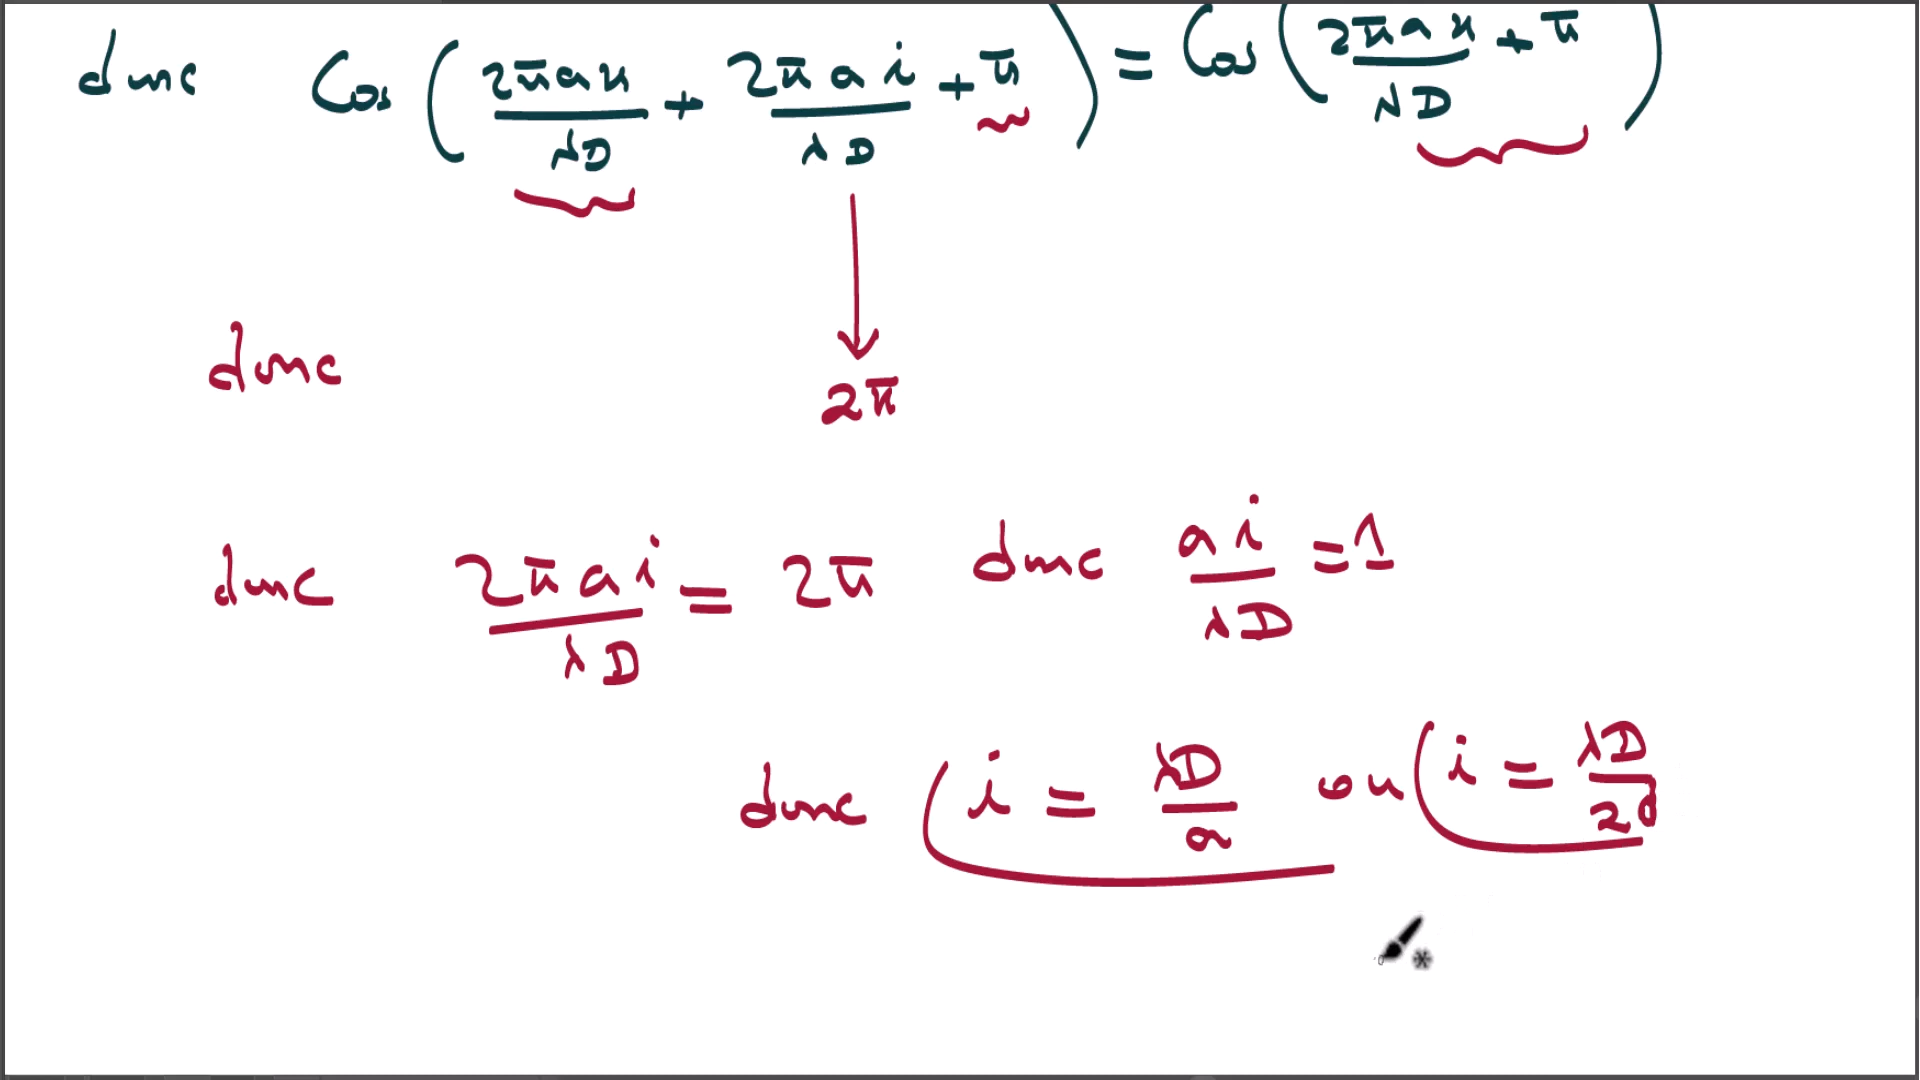 donc Cos ( 2πax/λD + 2πai/λD + π ) = Cos ( 2πax/λD + π )
2π
donc
donc 2πai/λD = 2π donc ai/λD = 1
donc i = λD/a ou i = λD/2d